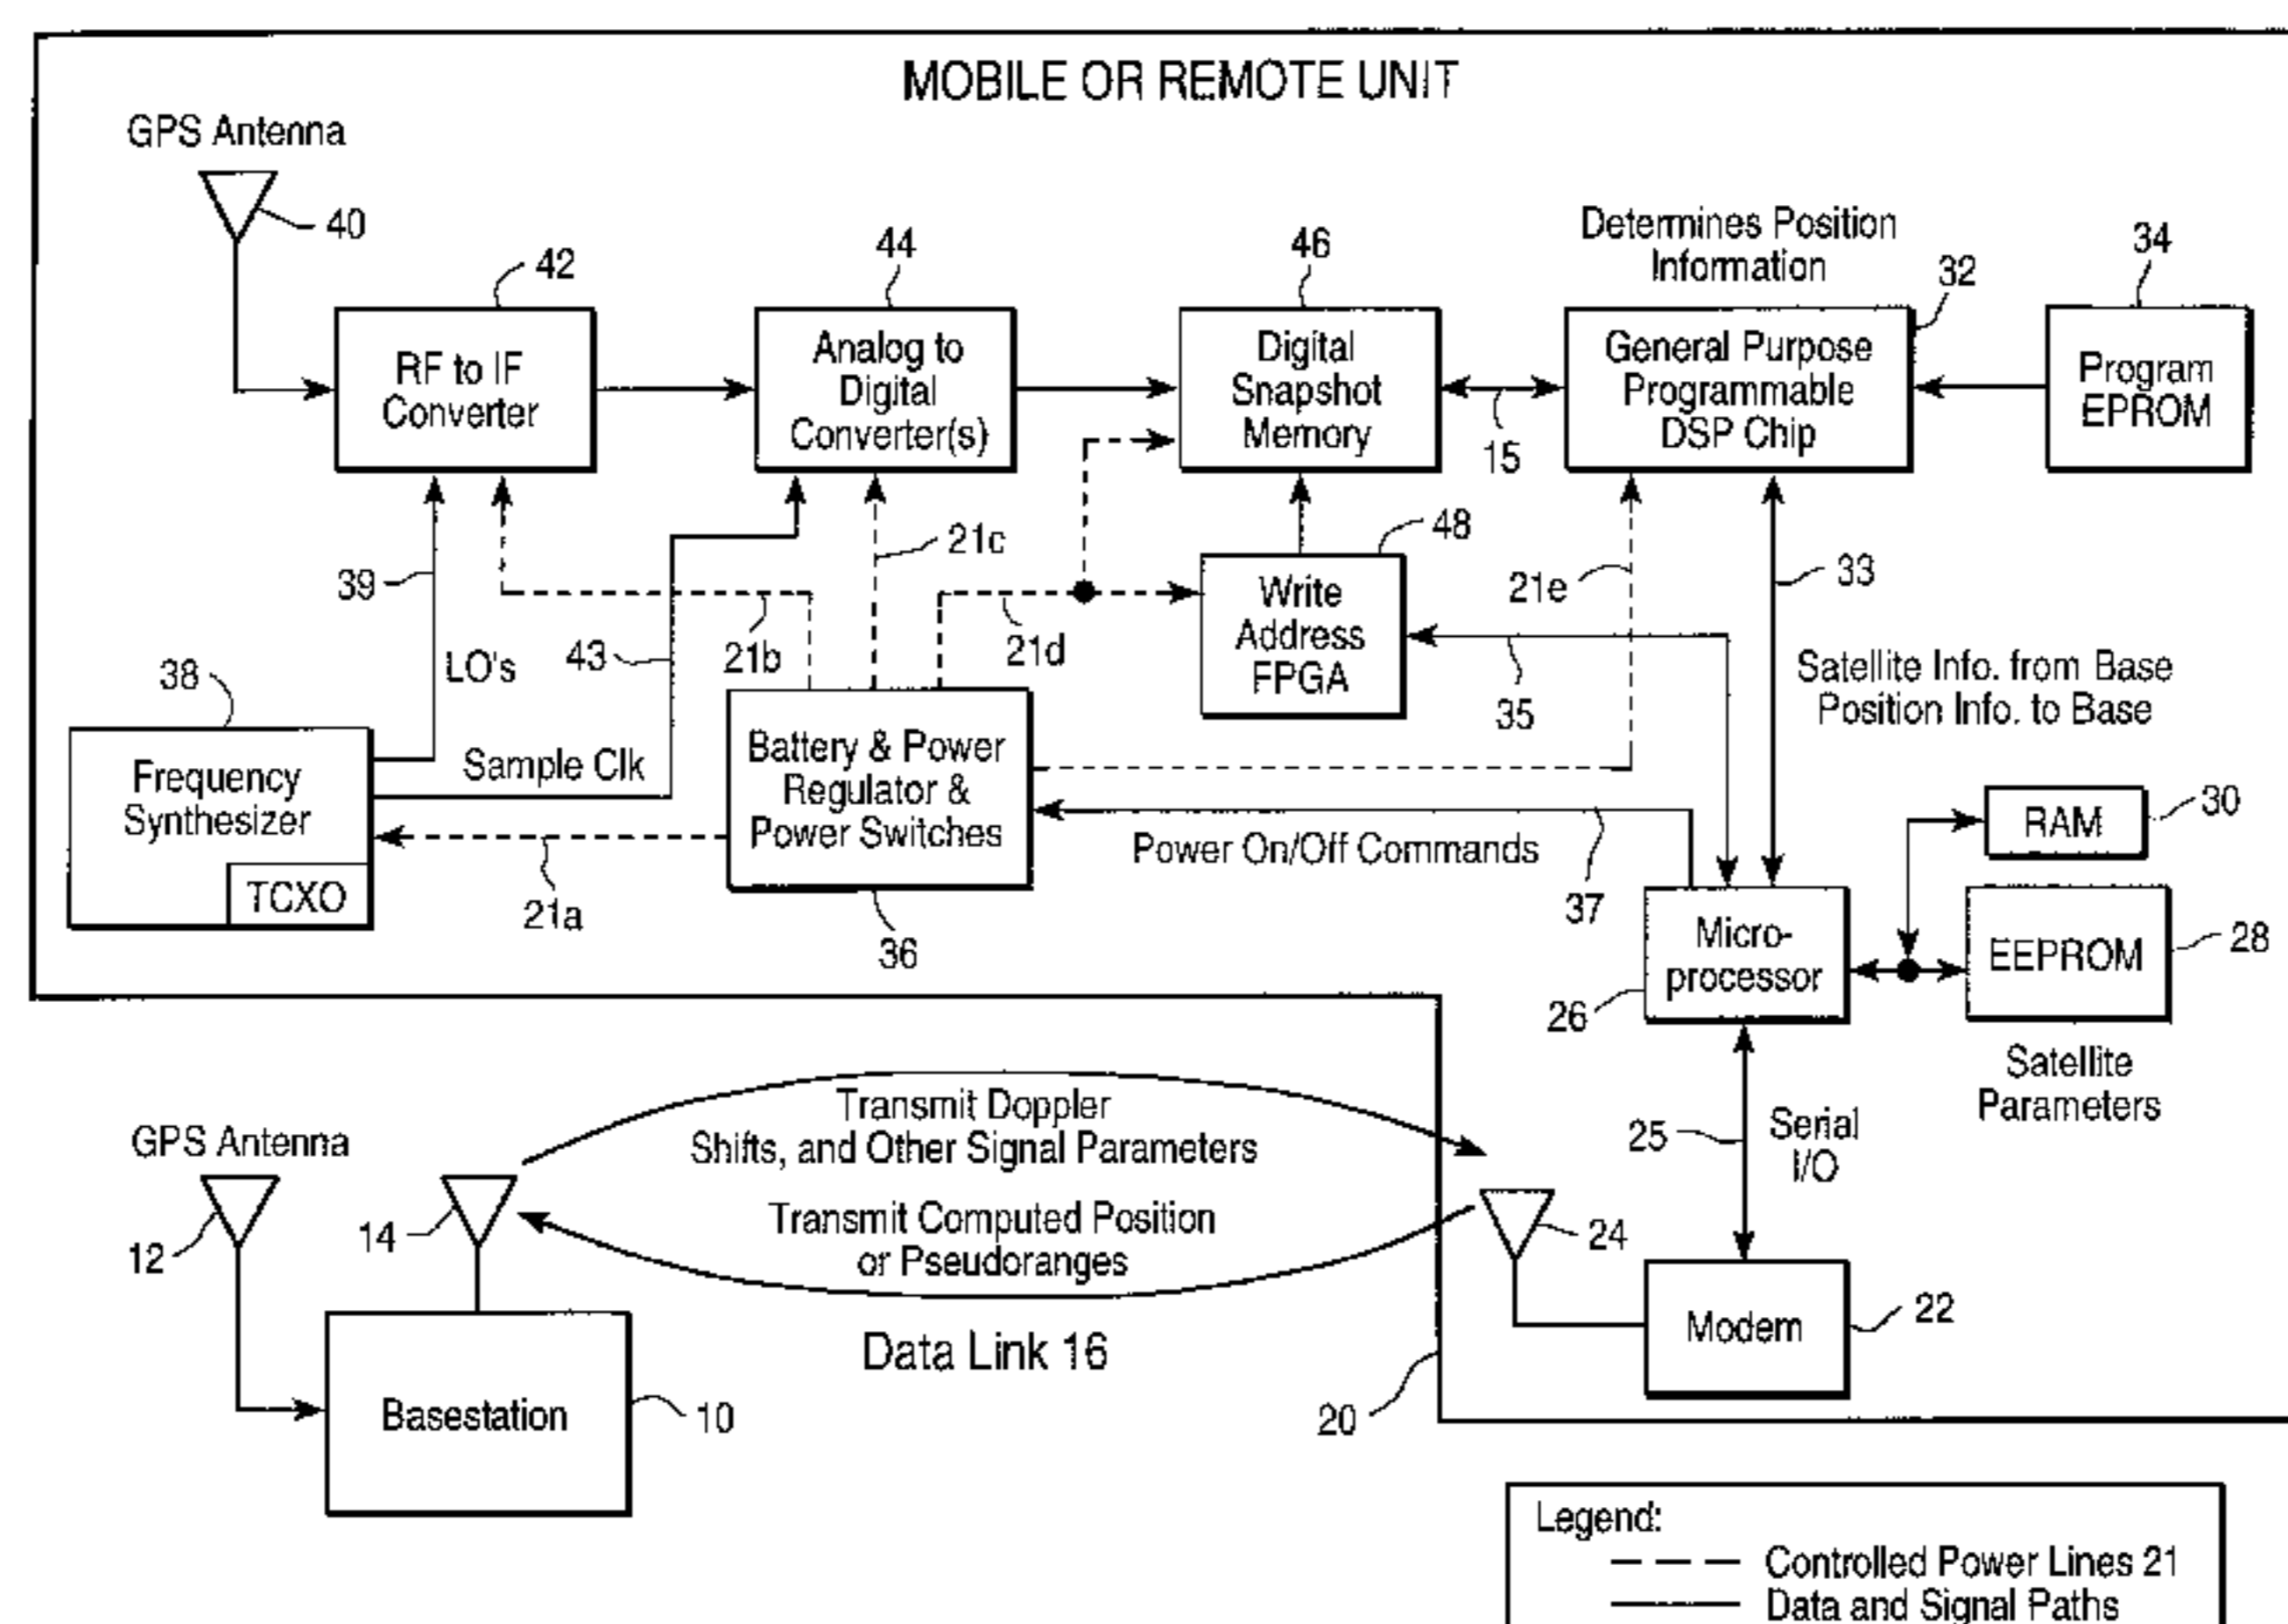 MOBILE OR REMOTE UNIT
GPS Antenna
40
42
44
46
Determines Position
Information
32
34
RF to IF
Converter
Analog to
Digital
Converter(s)
Digital
Snapshot
Memory
15
General Purpose
Programmable
DSP Chip
Program
EPROM
39
LO's
43
21b
21c
21d
48
Write
Address
FPGA
35
21e
33
Satellite Info. from Base
Position Info. to Base
38
Frequency
Synthesizer
TCXO
Sample Clk
21a
Battery & Power
Regulator &
Power Switches
36
Power On/Off Commands
37
RAM
30
Micro-
processor
26
EEPROM
28
Satellite
Parameters
25
Serial
I/O
GPS Antenna
12
14
Transmit Doppler
Shifts, and Other Signal Parameters
Transmit Computed Position
or Pseudoranges
Data Link 16
24
Modem
22
Basestation
10
20
Legend:
Controlled Power Lines 21
Data and Signal Paths